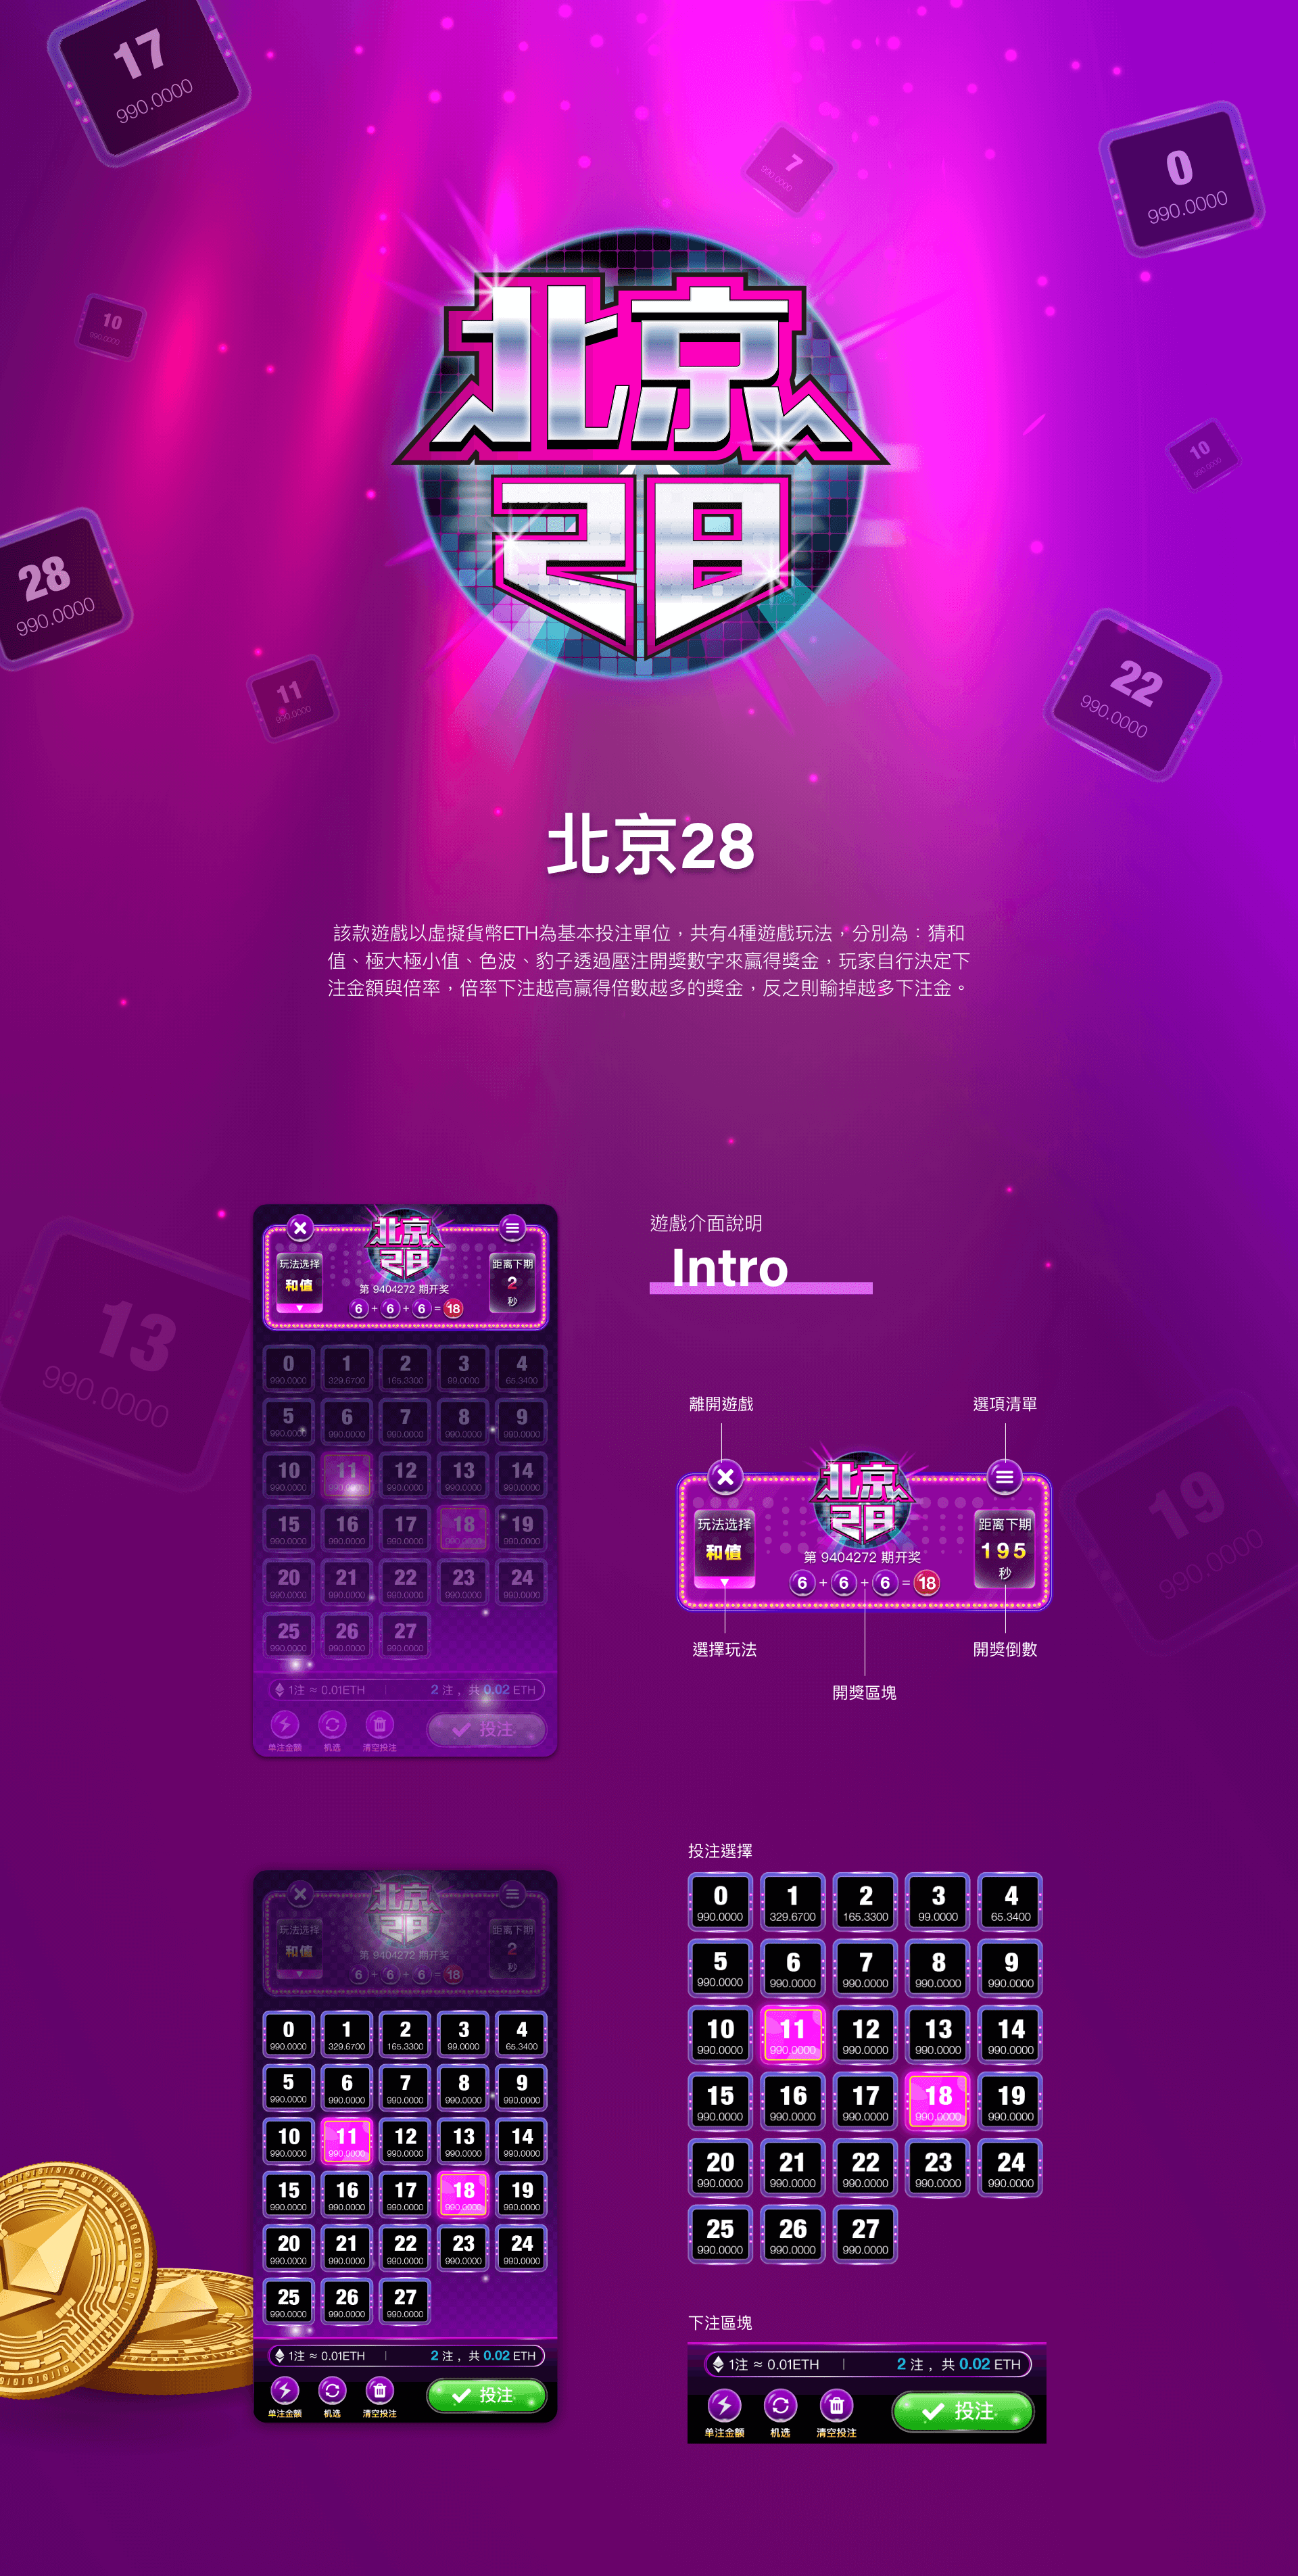 17
990.0000
7
990.0000
0
990.0000
10
990.0000
北京
28
10
990.0000
28
990.0000
11
990.0000
22
990.0000
北京28
該款遊戲以虛擬貨幣ETH為基本投注單位，共有4種遊戲玩法，分別為：猜和
值、極大極小值、色波、豹子透過壓注開獎數字來贏得獎金，玩家自行決定下
注金額與倍率，倍率下注越高贏得倍數越多的獎金，反之則輸掉越多下注金。
13
990.0000
19
990.0000
北京
28
玩法选择
和值
第 9404272 期开奖
6 + 6 + 6 = 18
距离下期
2
秒
0 1 2 3 4
990.0000 329.6700 165.3300 99.0000 65.3400
5 6 7 8 9
990.0000 990.0000 990.0000 990.0000 990.0000
10 11 12 13 14
990.0000 990.0000 990.0000 990.0000 990.0000
15 16 17 18 19
990.0000 990.0000 990.0000 990.0000 990.0000
20 21 22 23 24
990.0000 990.0000 990.0000 990.0000 990.0000
25 26 27
990.0000 990.0000 990.0000
1注 ≈ 0.01ETH
2 注， 共 0.02 ETH
单注金额 机选 清空投注
投注
遊戲介面說明
Intro
離開遊戲
選項清單
北京
28
玩法选择
和值
第 9404272 期开奖
6 + 6 + 6 = 18
距离下期
195
秒
選擇玩法
開獎倒數
開獎區塊
北京
28
玩法选择
和值
第 9404272 期开奖
6 + 6 + 6 = 18
距离下期
2
秒
0 1 2 3 4
990.0000 329.6700 165.3300 99.0000 65.3400
5 6 7 8 9
990.0000 990.0000 990.0000 990.0000 990.0000
10 11 12 13 14
990.0000 990.0000 990.0000 990.0000 990.0000
15 16 17 18 19
990.0000 990.0000 990.0000 990.0000 990.0000
20 21 22 23 24
990.0000 990.0000 990.0000 990.0000 990.0000
25 26 27
990.0000 990.0000 990.0000
1注 ≈ 0.01ETH
2 注， 共 0.02 ETH
单注金额 机选 清空投注
投注
投注選擇
0 1 2 3 4
990.0000 329.6700 165.3300 99.0000 65.3400
5 6 7 8 9
990.0000 990.0000 990.0000 990.0000 990.0000
10 11 12 13 14
990.0000 990.0000 990.0000 990.0000 990.0000
15 16 17 18 19
990.0000 990.0000 990.0000 990.0000 990.0000
20 21 22 23 24
990.0000 990.0000 990.0000 990.0000 990.0000
25 26 27
990.0000 990.0000 990.0000
下注區塊
1注 ≈ 0.01ETH
2 注， 共 0.02 ETH
单注金额 机选 清空投注
投注